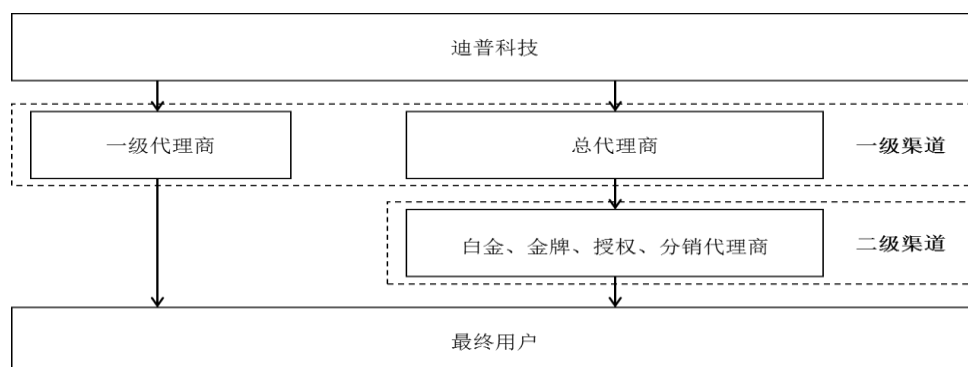 迪普科技
一级代理商
总代理商
一级渠道
白金、金牌、授权、分销代理商
二级渠道
最终用户